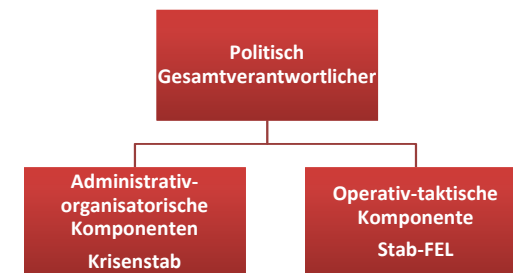 Politisch
Gesamtverantwortlicher
Administrativ-
organisatorische
Komponenten
Krisenstab
Operativ-taktische
Komponente
Stab-FEL